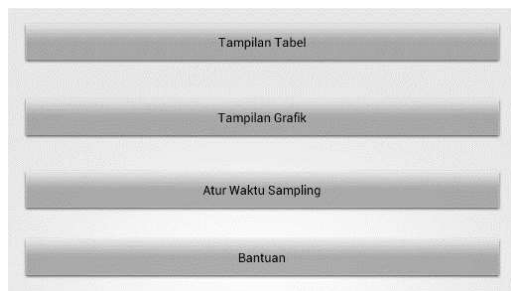 Tampilan Tabel
Tampilan Grafik
Atur Waktu Sampling
Bantuan